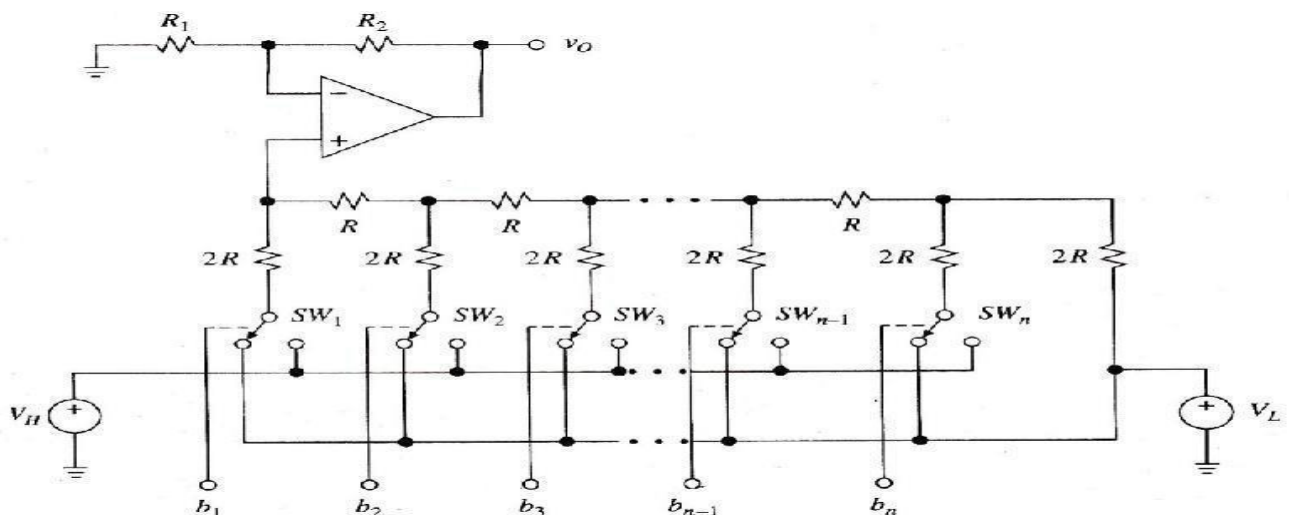 R1 R2
vO
−
+
R R R
2R 2R 2R 2R 2R 2R
SW1 SW2 SW3 SWn−1 SWn
VH VL
b1 b2 b3 bn−1 bn